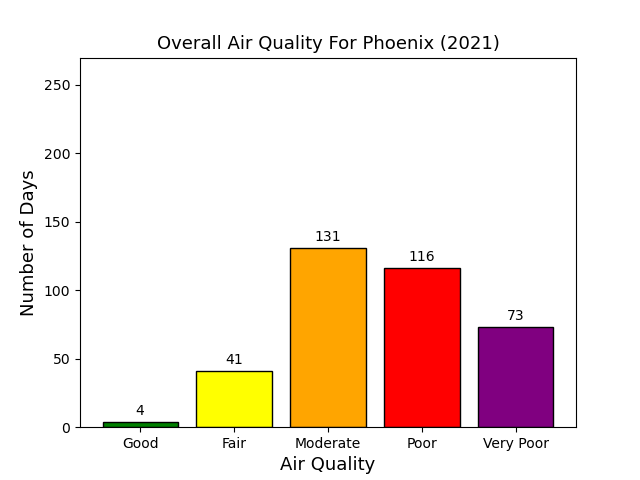 Overall Air Quality For Phoenix (2021)
250
200
150
100
50
0
Number of Days
4
41
131
116
73
Good Fair Moderate Poor Very Poor
Air Quality